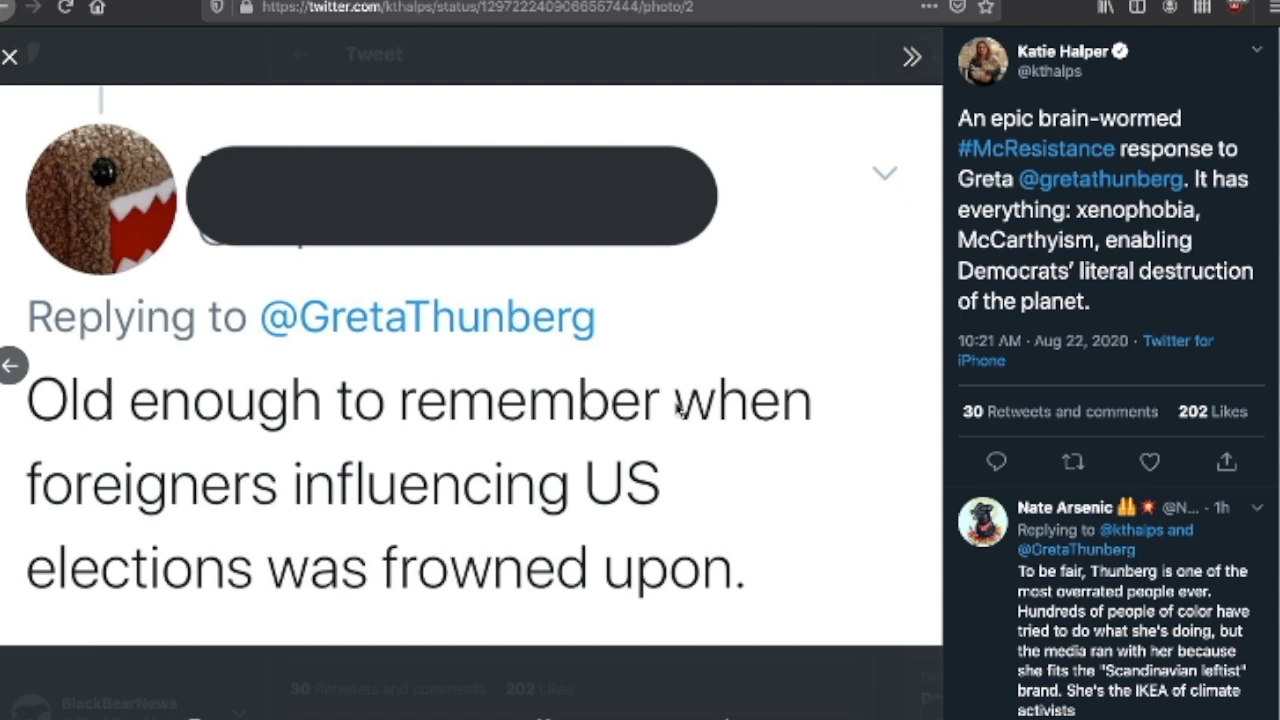 https://twitter.com/kthalps/status/1297222409066557444/photo/2
Tweet
Replying to @GretaThunberg
Old enough to remember when
foreigners influencing US
elections was frowned upon.
30 Retweets and comments 202 Likes
BlackBearNews
Katie Halper
@kthalps
An epic brain-wormed
#McResistance response to
Greta @gretathunberg. It has
everything: xenophobia,
McCarthyism, enabling
Democrats' literal destruction
of the planet.
10:21 AM · Aug 22, 2020 · Twitter for
iPhone
30 Retweets and comments 202 Likes
Nate Arsenic @N... · 1h
Replying to @kthalps and
@GretaThunberg
To be fair, Thunberg is one of the
most overrated people ever.
Hundreds of people of color have
tried to do what she's doing, but
the media ran with her because
she fits the "Scandinavian leftist"
brand. She's the IKEA of climate
activists